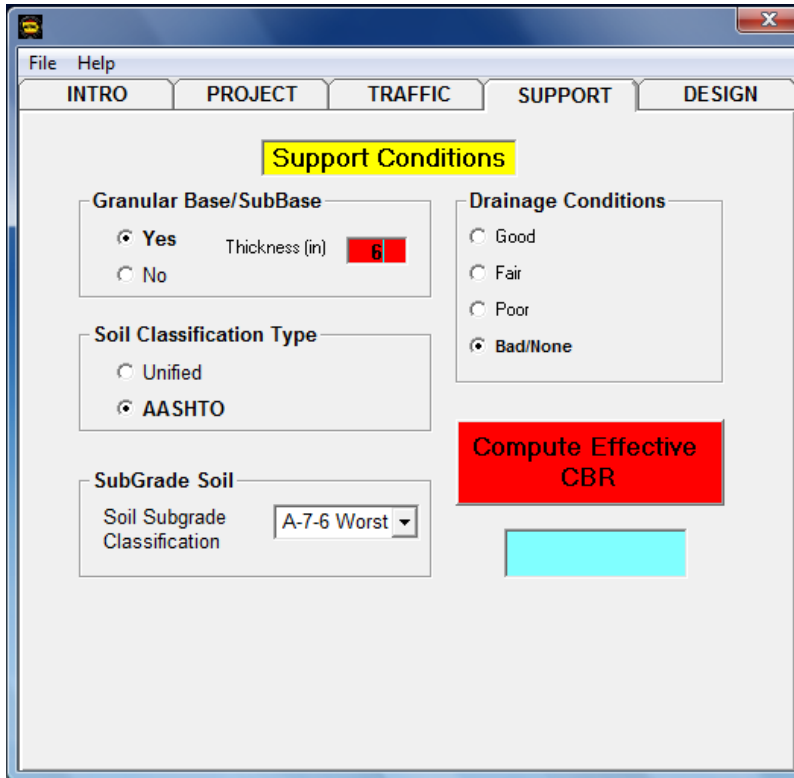 File Help
INTRO PROJECT TRAFFIC SUPPORT DESIGN
Support Conditions
Granular Base/SubBase
Yes
Thickness (in) 6
No
Soil Classification Type
Unified
AASHTO
SubGrade Soil
Soil Subgrade
Classification
A-7-6 Worst
Drainage Conditions
Good
Fair
Poor
Bad/None
Compute Effective
CBR